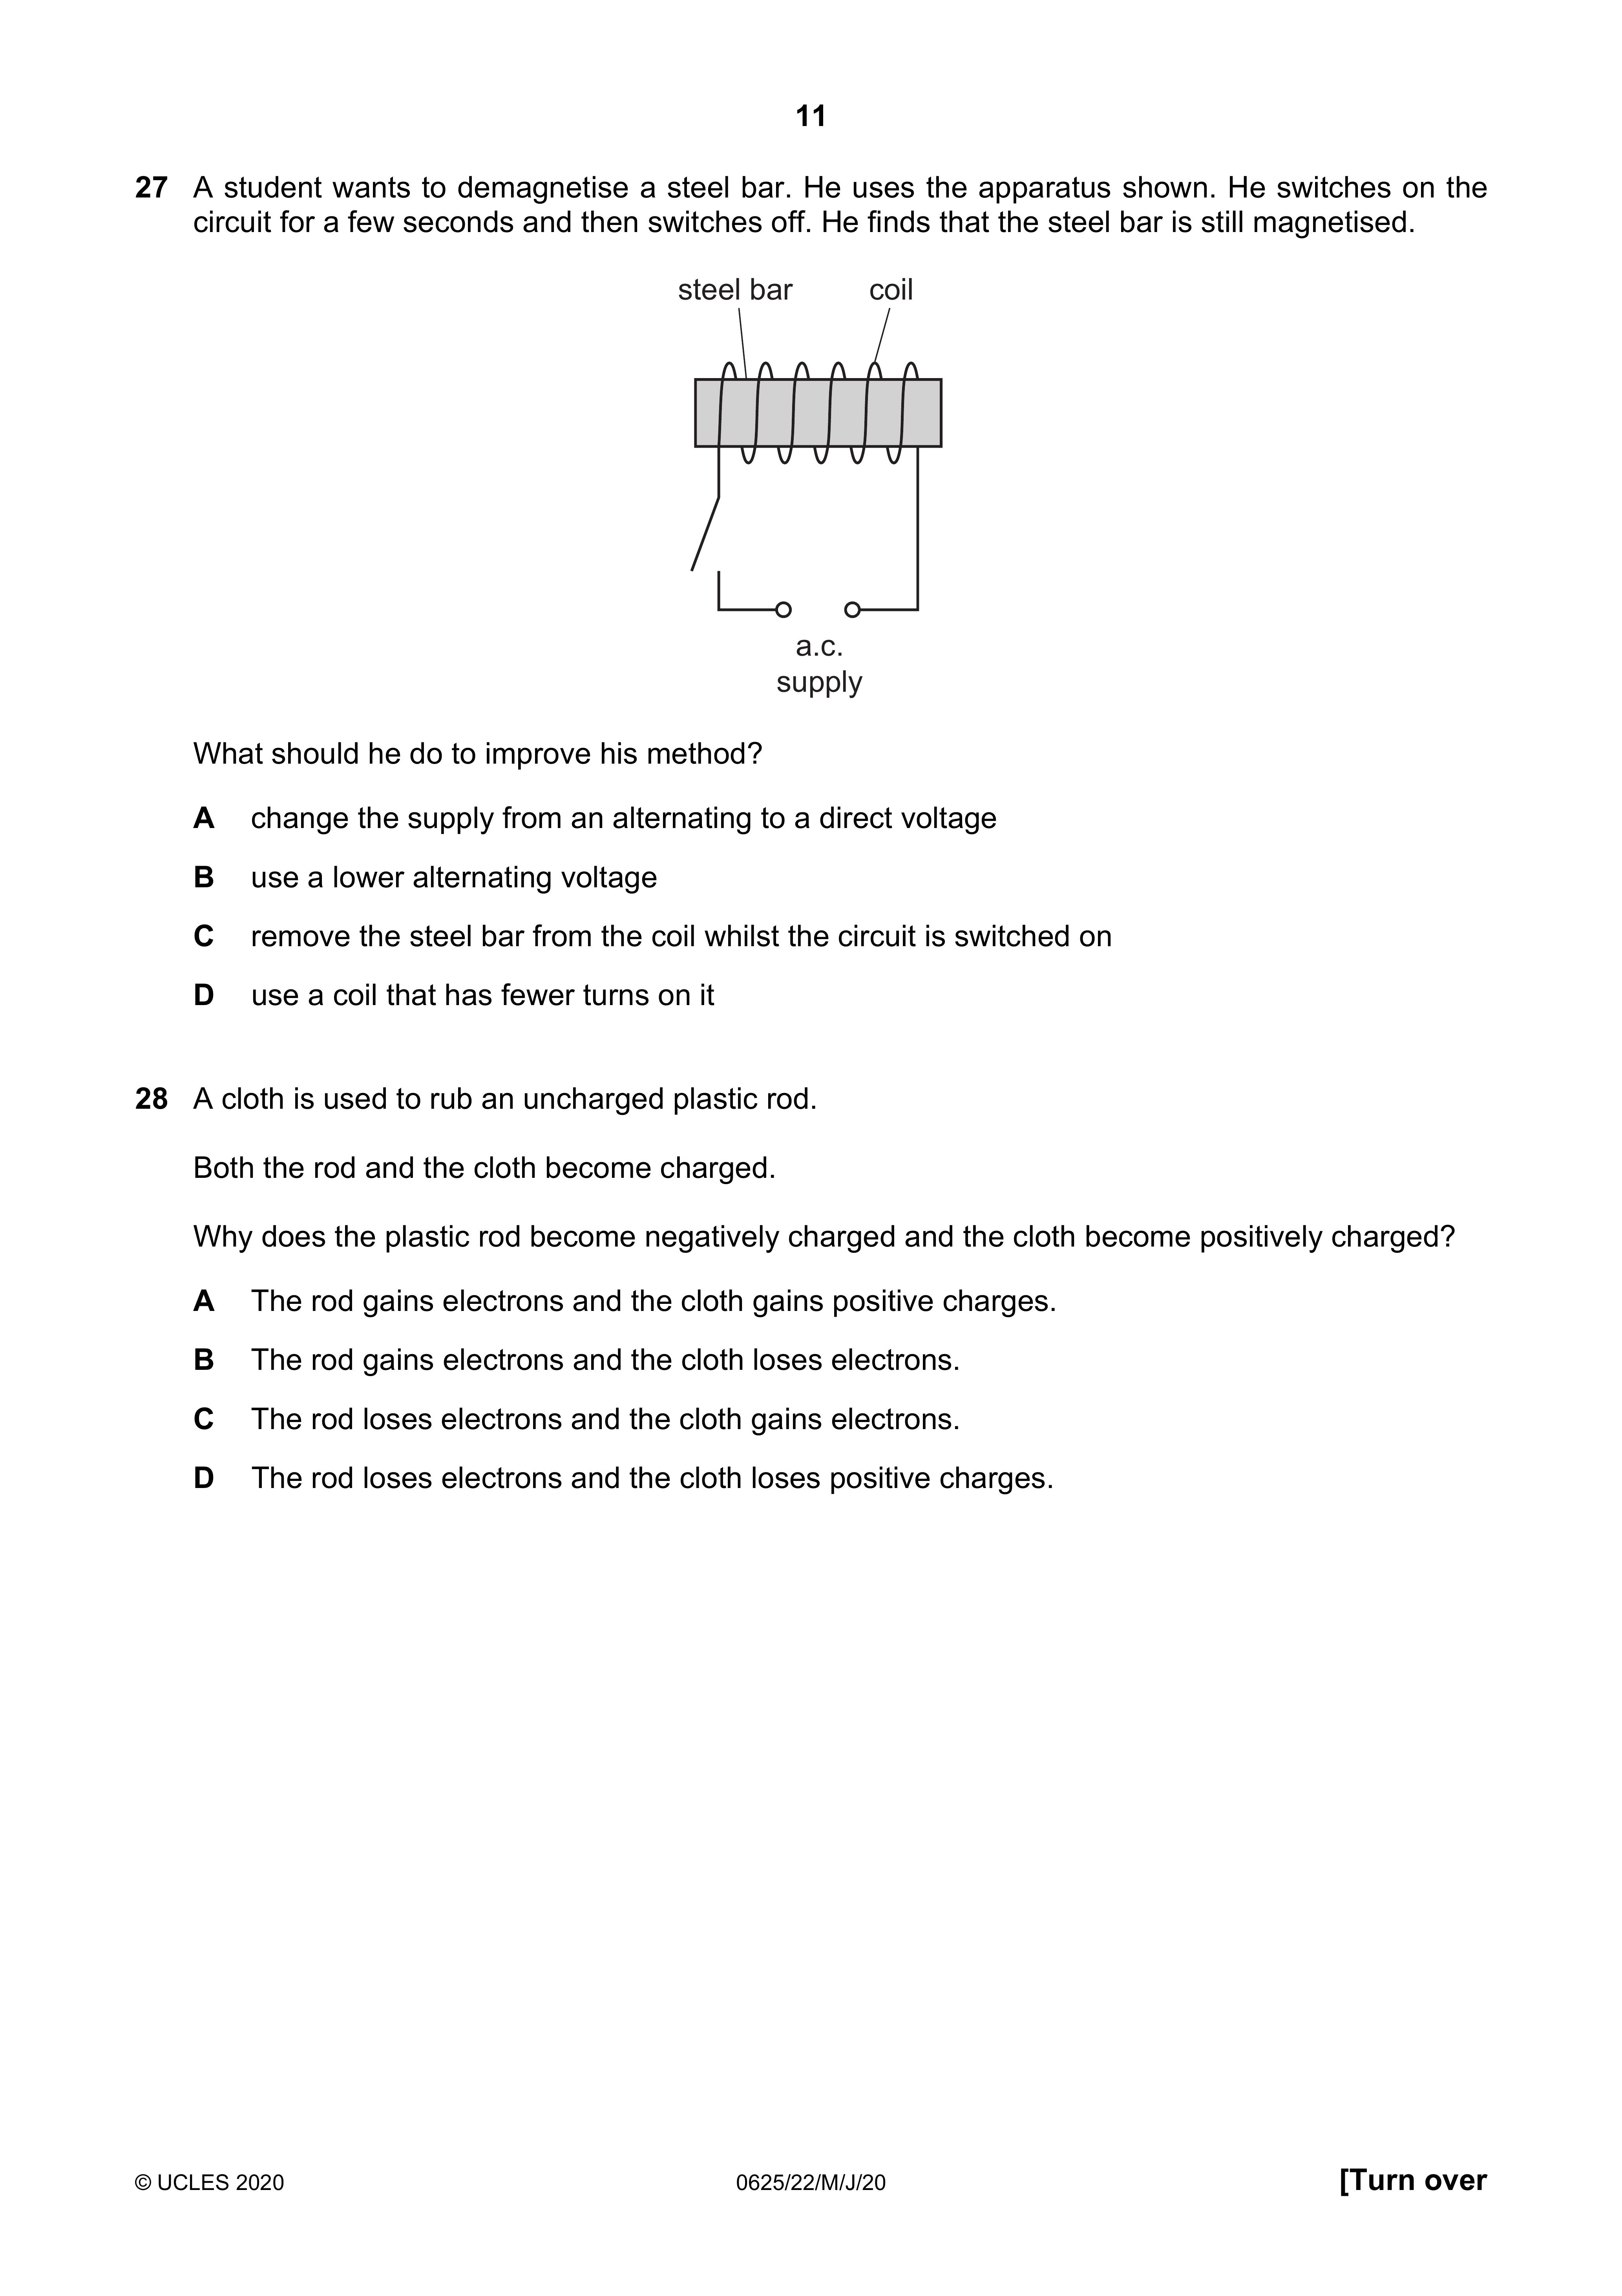 11
27 A student wants to demagnetise a steel bar. He uses the apparatus shown. He switches on the
circuit for a few seconds and then switches off. He finds that the steel bar is still magnetised.
steel bar coil
a.c.
supply
What should he do to improve his method?
A change the supply from an alternating to a direct voltage
B use a lower alternating voltage
C remove the steel bar from the coil whilst the circuit is switched on
D use a coil that has fewer turns on it
28 A cloth is used to rub an uncharged plastic rod.
Both the rod and the cloth become charged.
Why does the plastic rod become negatively charged and the cloth become positively charged?
A The rod gains electrons and the cloth gains positive charges.
B The rod gains electrons and the cloth loses electrons.
C The rod loses electrons and the cloth gains electrons.
D The rod loses electrons and the cloth loses positive charges.
© UCLES 2020 0625/22/M/J/20 [Turn over